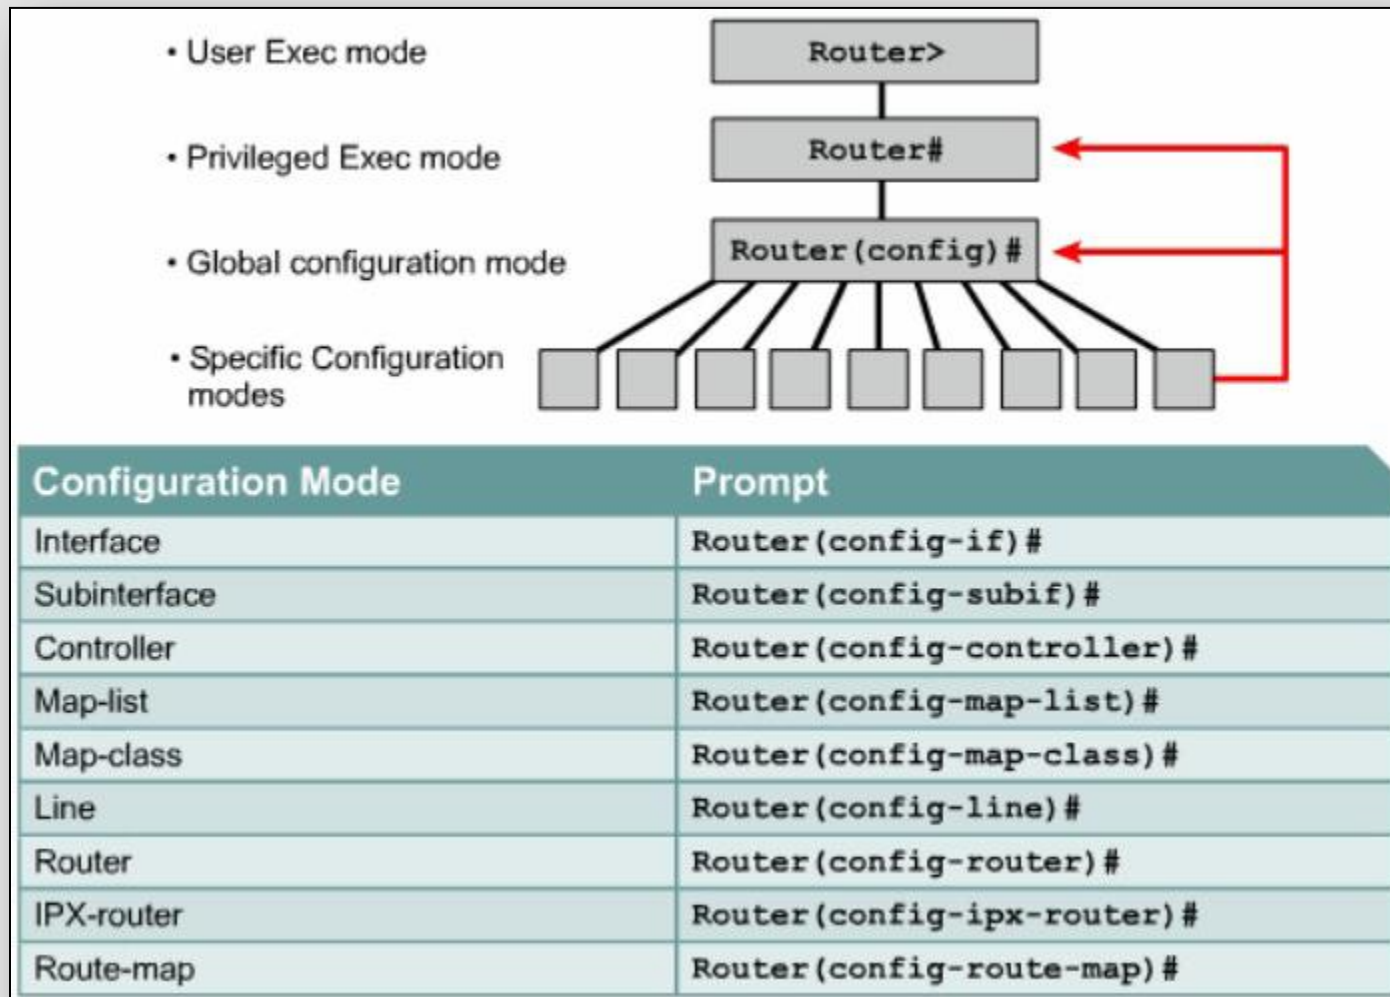 • User Exec mode
Router>
• Privileged Exec mode
Router#
• Global configuration mode
Router(config)#
• Specific Configuration
modes
Configuration Mode Prompt
Interface Router(config-if)#
Subinterface Router(config-subif)#
Controller Router(config-controller)#
Map-list Router(config-map-list)#
Map-class Router(config-map-class)#
Line Router(config-line)#
Router Router(config-router)#
IPX-router Router(config-ipx-router)#
Route-map Router(config-route-map)#